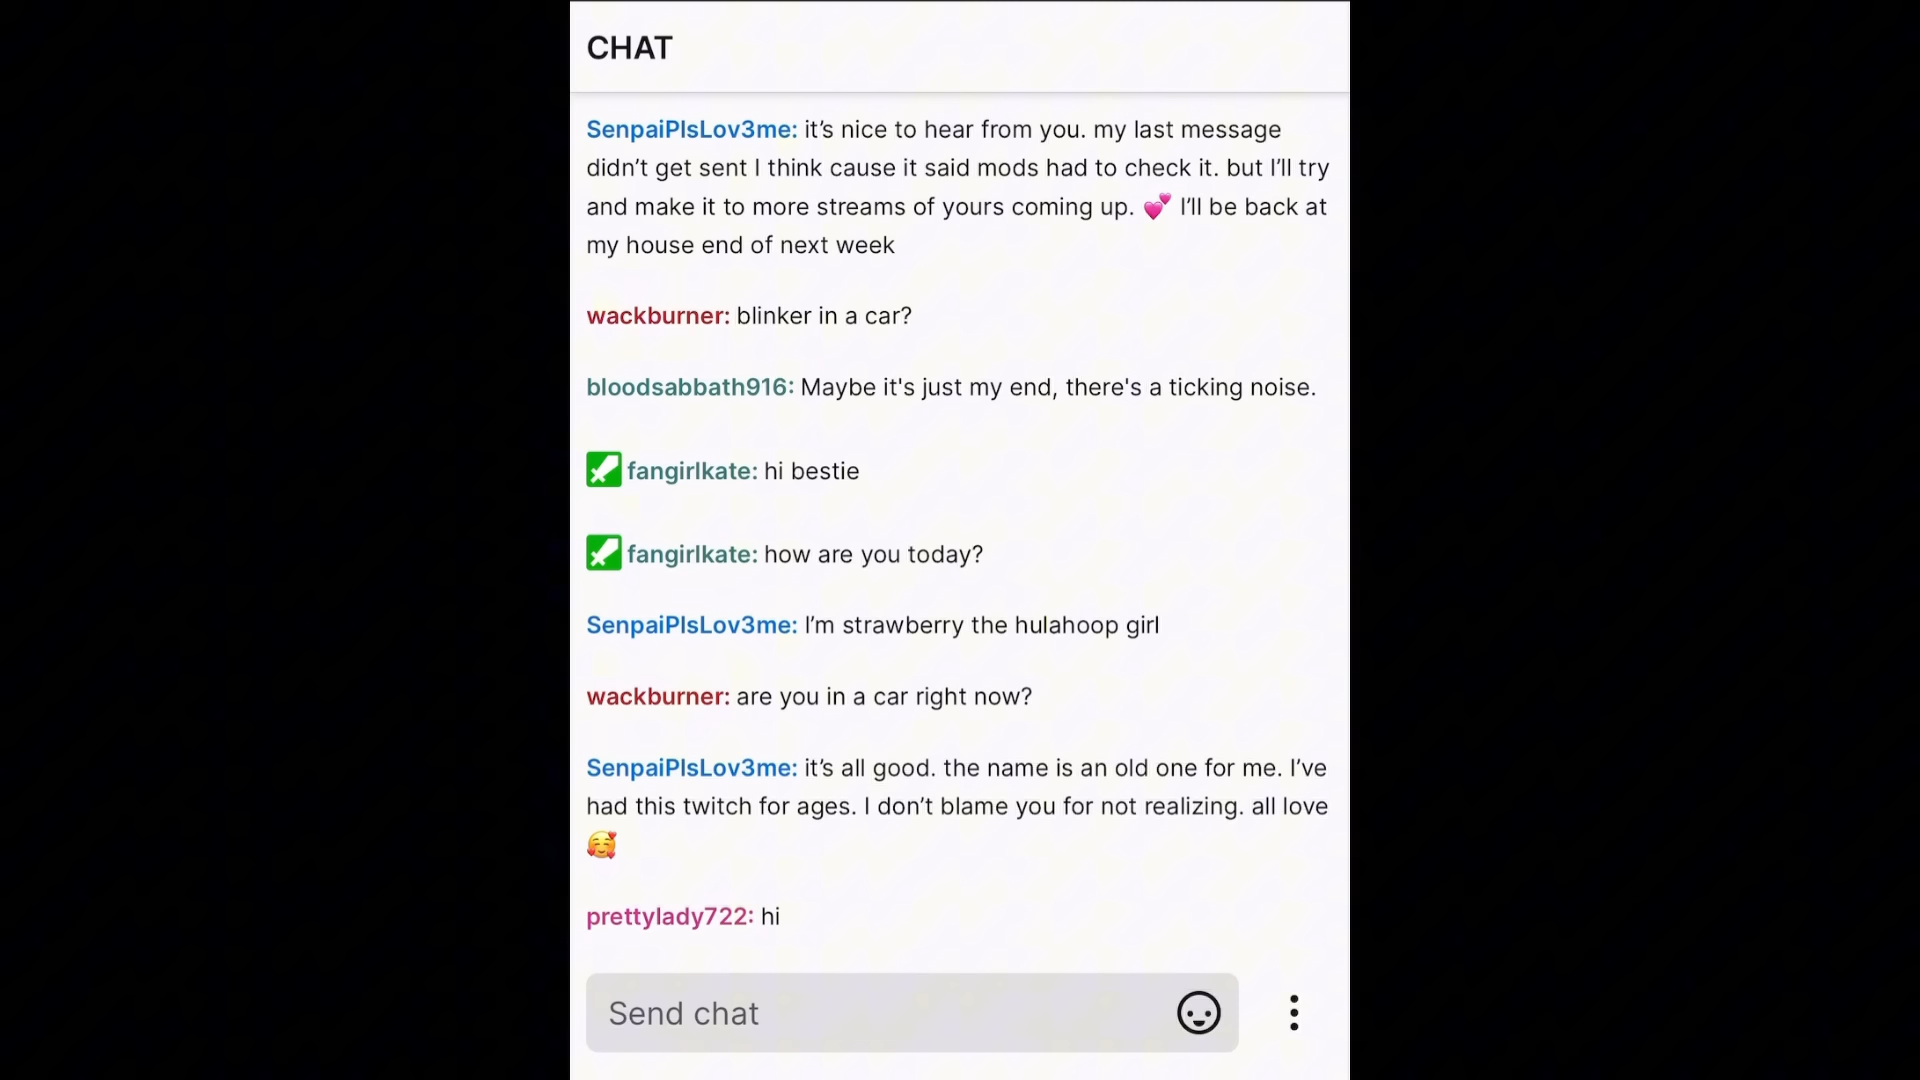 CHAT
SenpaiPlsLov3me: it’s nice to hear from you. my last message
didn’t get sent I think cause it said mods had to check it. but I’ll try
and make it to more streams of yours coming up. 💕 I’ll be back at
my house end of next week
wackburner: blinker in a car?
bloodsabbath916: Maybe it's just my end, there's a ticking noise.
fangirlkate: hi bestie
fangirlkate: how are you today?
SenpaiPlsLov3me: I’m strawberry the hulahoop girl
wackburner: are you in a car right now?
SenpaiPlsLov3me: it’s all good. the name is an old one for me. I’ve
had this twitch for ages. I don’t blame you for not realizing. all love
🥰
prettylady722: hi
Send chat